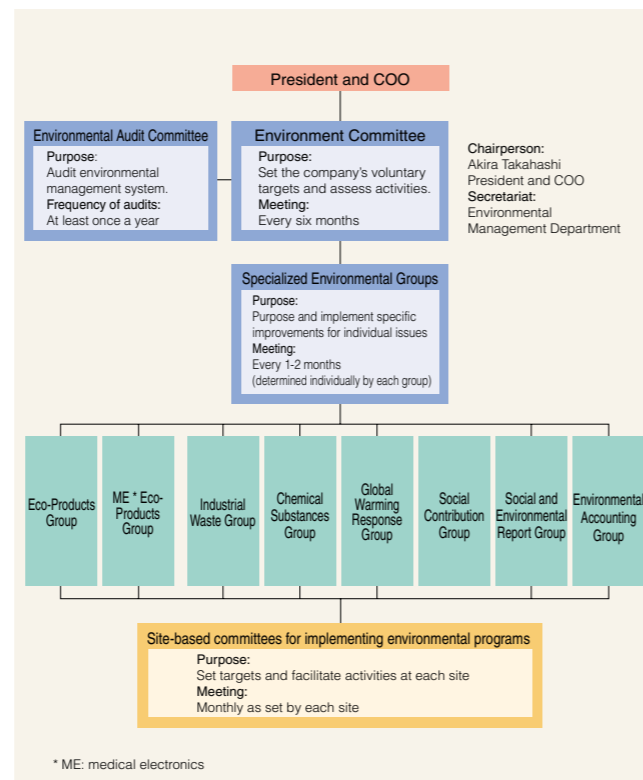 President and COO
Environmental Audit Committee
Purpose:
Audit environmental
management system.
Frequency of audits:
At least once a year
Environment Committee
Purpose:
Set the company's voluntary
targets and assess activities.
Meeting:
Every six months
Chairperson:
Akira Takahashi
President and COO
Secretariat:
Environmental
Management Department
Specialized Environmental Groups
Purpose:
Purpose and implement specific
improvements for individual issues
Meeting:
Every 1-2 months
(determined individually by each group)
Eco-Products
Group
ME * Eco-
Products
Group
Industrial
Waste Group
Chemical
Substances
Group
Global
Warming
Response
Group
Social
Contribution
Group
Social and
Environmental
Report Group
Environmental
Accounting
Group
Site-based committees for implementing environmental programs
Purpose:
Set targets and facilitate activities at each site
Meeting:
Monthly as set by each site
* ME: medical electronics